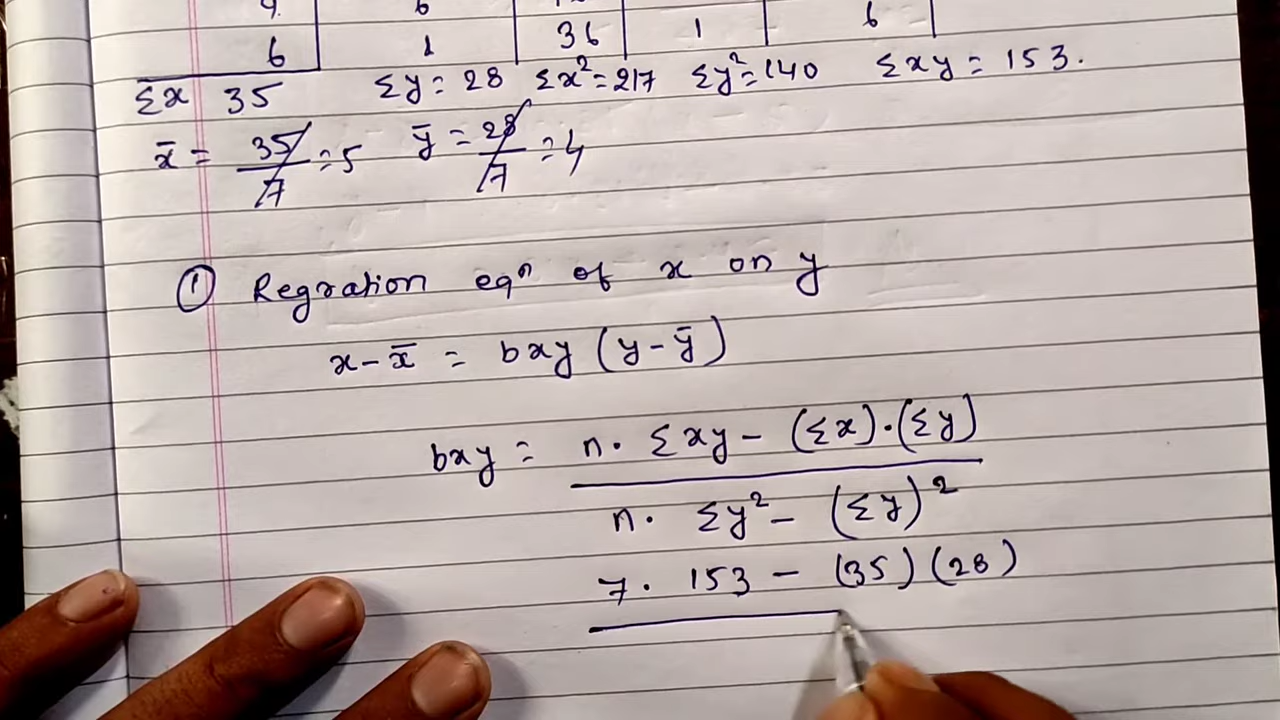 6
6 1 36 1 6
Σx 35 Σy = 28 Σx²=217 Σy²=140 Σxy = 153.
x̄ = 35/7 = 5 ȳ = 28/7 = 4
① Regration eqⁿ of x on y
x - x̄ = bxy (y - ȳ)
bxy = n. Σxy - (Σx).(Σy)
n. Σy² - (Σy)²
7. 153 - (35)(28)